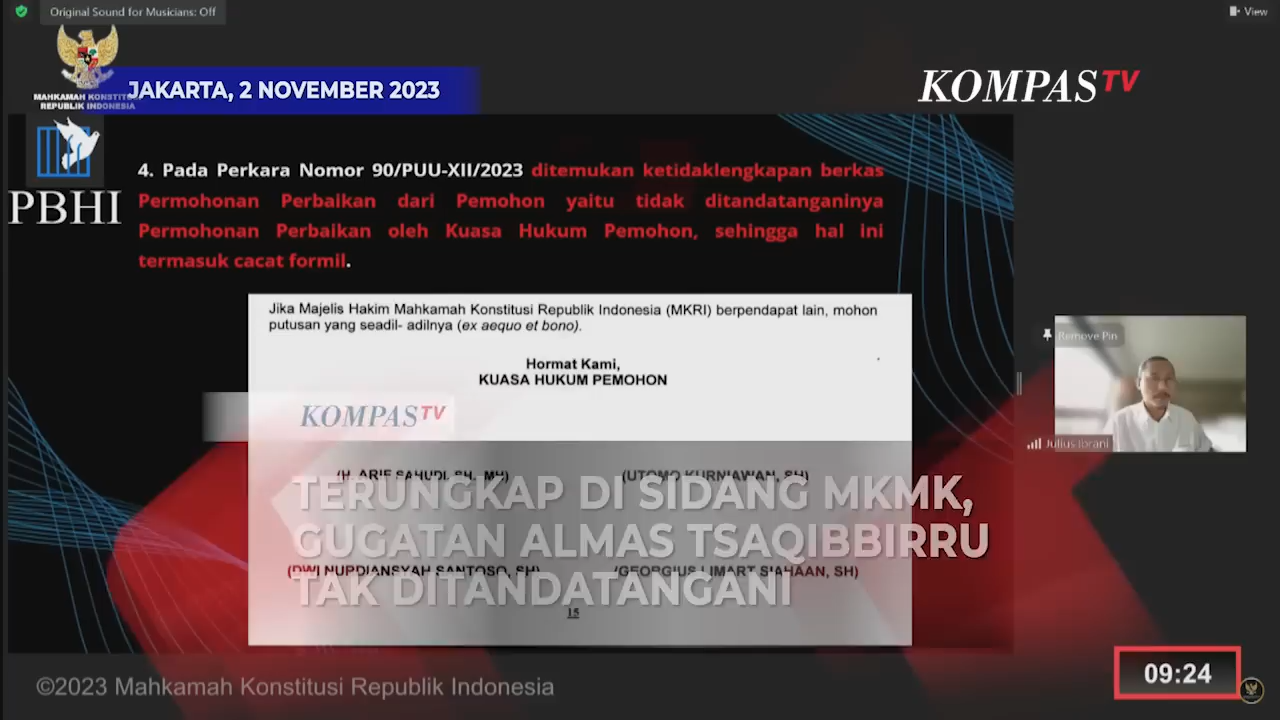 Original Sound for Musicians: Off
View
MAHKAMAH KONSTITUSI
REPUBLIK INDONESIA
JAKARTA, 2 NOVEMBER 2023
KOMPASTV
PBHI
4. Pada Perkara Nomor 90/PUU-XII/2023 ditemukan ketidaklengkapan berkas
Permohonan Perbaikan dari Pemohon yaitu tidak ditandatanganinya
Permohonan Perbaikan oleh Kuasa Hukum Pemohon, sehingga hal ini
termasuk cacat formil.
Jika Majelis Hakim Mahkamah Konstitusi Republik Indonesia (MKRI) berpendapat lain, mohon
putusan yang seadil- adilnya (ex aequo et bono).
Hormat Kami,
KUASA HUKUM PEMOHON
Remove Pin
Julius Ibrani
KOMPASTV
(H. ARIF SAHUDI, SH, MH)
(UTOMO KURNIAWAN, SH)
TERUNGKAP DI SIDANG MKMK,
GUGATAN ALMAS TSAQIBBIRRU
(DWI NURDIANSYAH SANTOSO, SH)
(GEORGIUS LIMART SIAHAAN, SH)
TAK DITANDATANGANI
15
©2023 Mahkamah Konstitusi Republik Indonesia
09:24